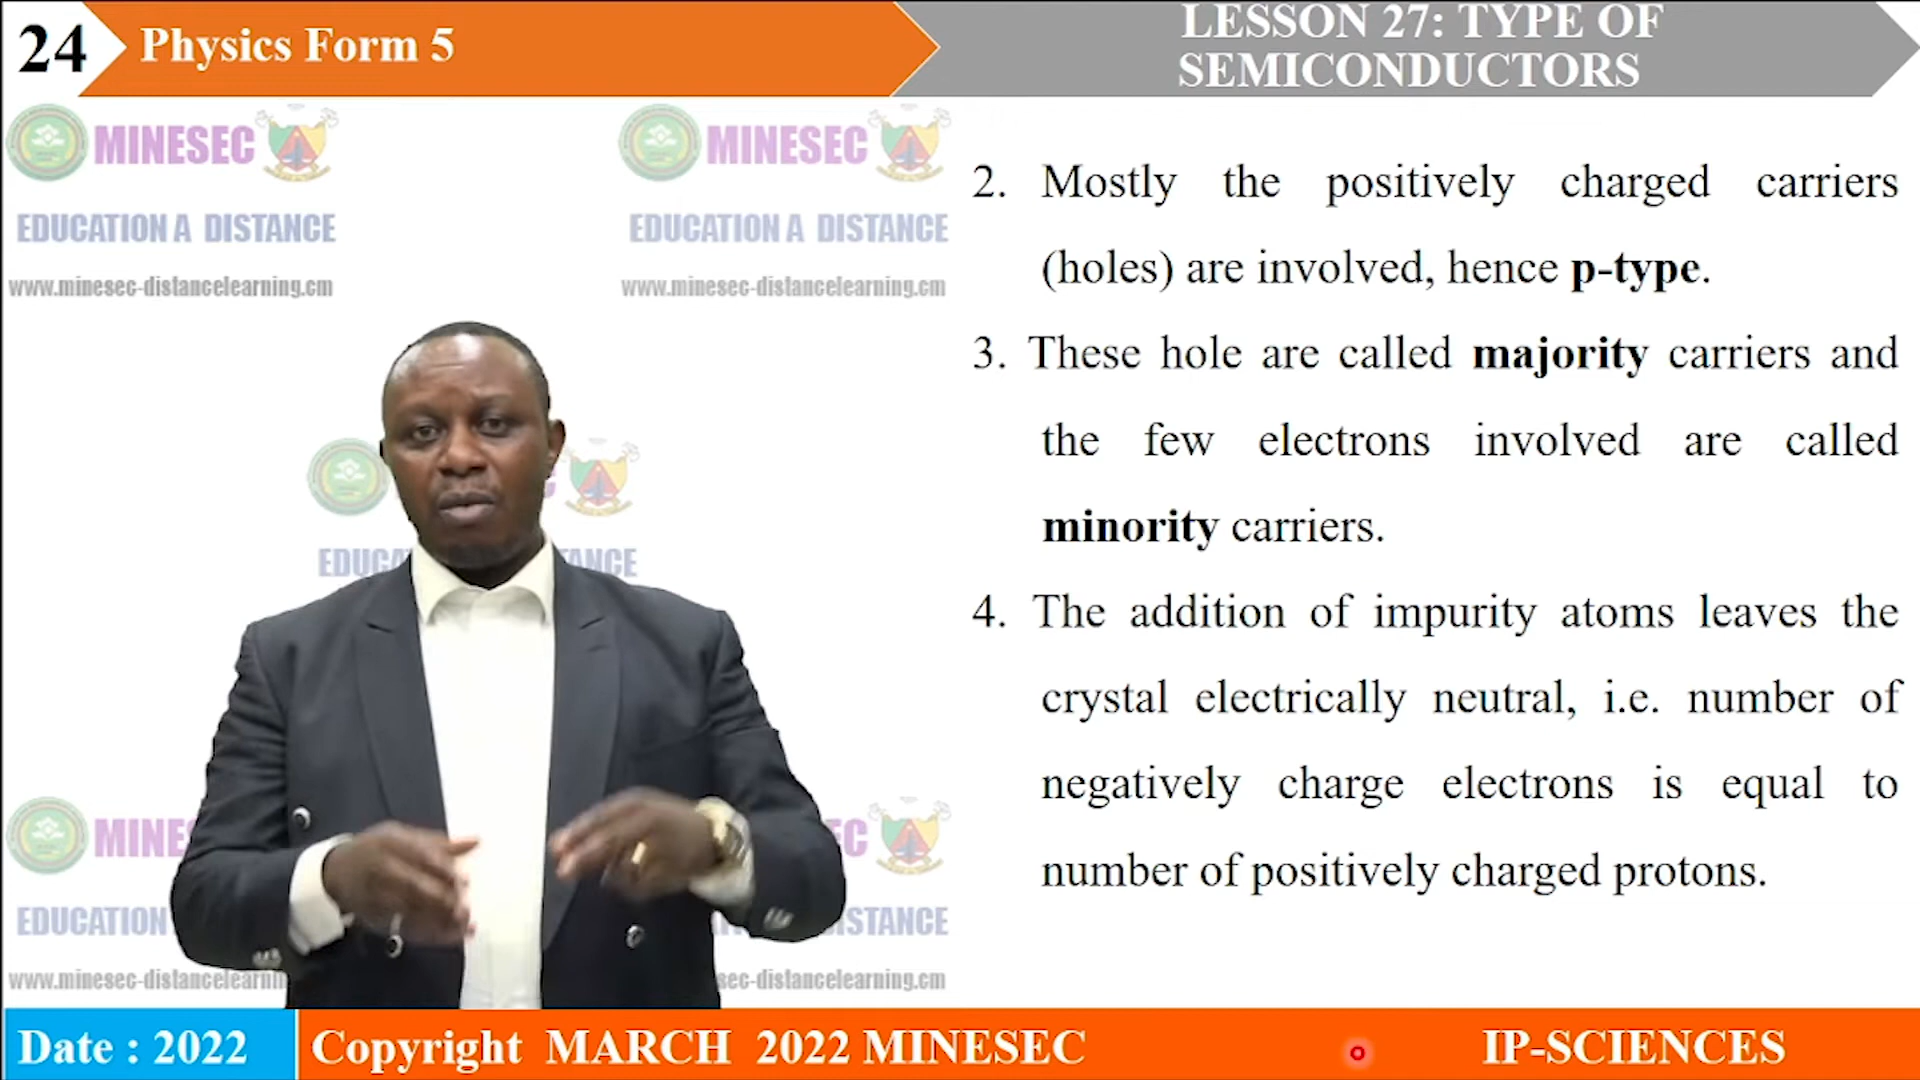 24
Physics Form 5
LESSON 27: TYPE OF
SEMICONDUCTORS
MINESEC
MINESEC
EDUCATION A DISTANCE
EDUCATION A DISTANCE
www.minesec-distancelearning.cm
www.minesec-distancelearning.cm
2. Mostly the positively charged carriers
(holes) are involved, hence p-type.
3. These hole are called majority carriers and
the few electrons involved are called
minority carriers.
4. The addition of impurity atoms leaves the
crystal electrically neutral, i.e. number of
negatively charge electrons is equal to
number of positively charged protons.
Date : 2022
Copyright MARCH 2022 MINESEC
IP-SCIENCES